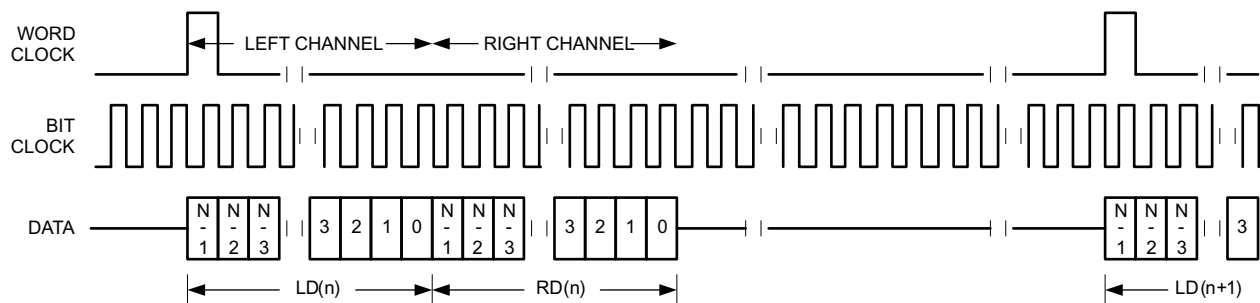 WORD
CLOCK
LEFT CHANNEL
RIGHT CHANNEL
BIT
CLOCK
DATA
N-1 N-2 N-3 3 2 1 0 N-1 N-2 N-3 3 2 1 0 N-1 N-2 N-3 3
LD(n) RD(n) LD(n+1)